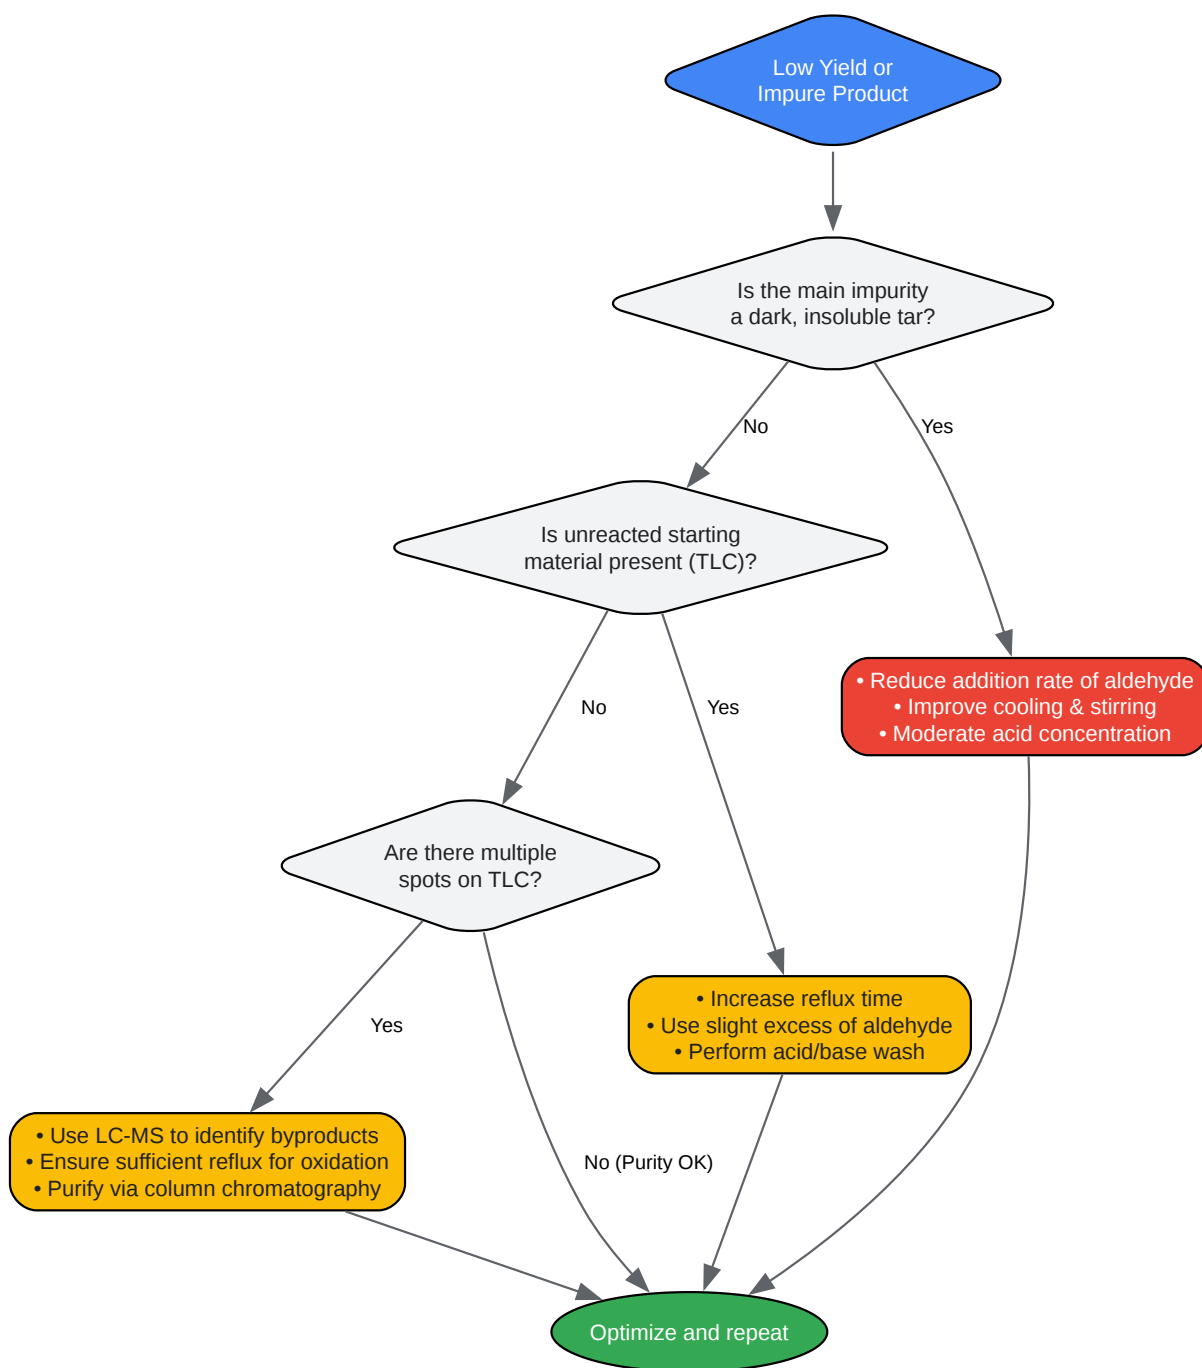 Low Yield or
Impure Product
Is the main impurity
a dark, insoluble tar?
No
Yes
Is unreacted starting
material present (TLC)?
• Reduce addition rate of aldehyde
• Improve cooling & stirring
• Moderate acid concentration
No
Yes
Are there multiple
spots on TLC?
• Increase reflux time
• Use slight excess of aldehyde
• Perform acid/base wash
Yes
• Use LC-MS to identify byproducts
• Ensure sufficient reflux for oxidation
• Purify via column chromatography
No (Purity OK)
Optimize and repeat